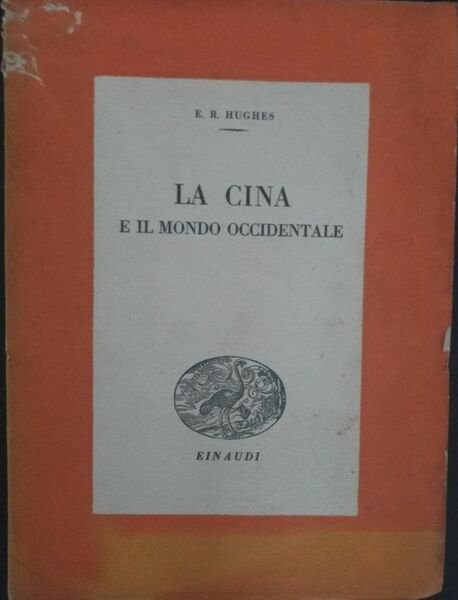 E. R. HUGHES
LA CINA
E IL MONDO OCCIDENTALE
EINAUDI